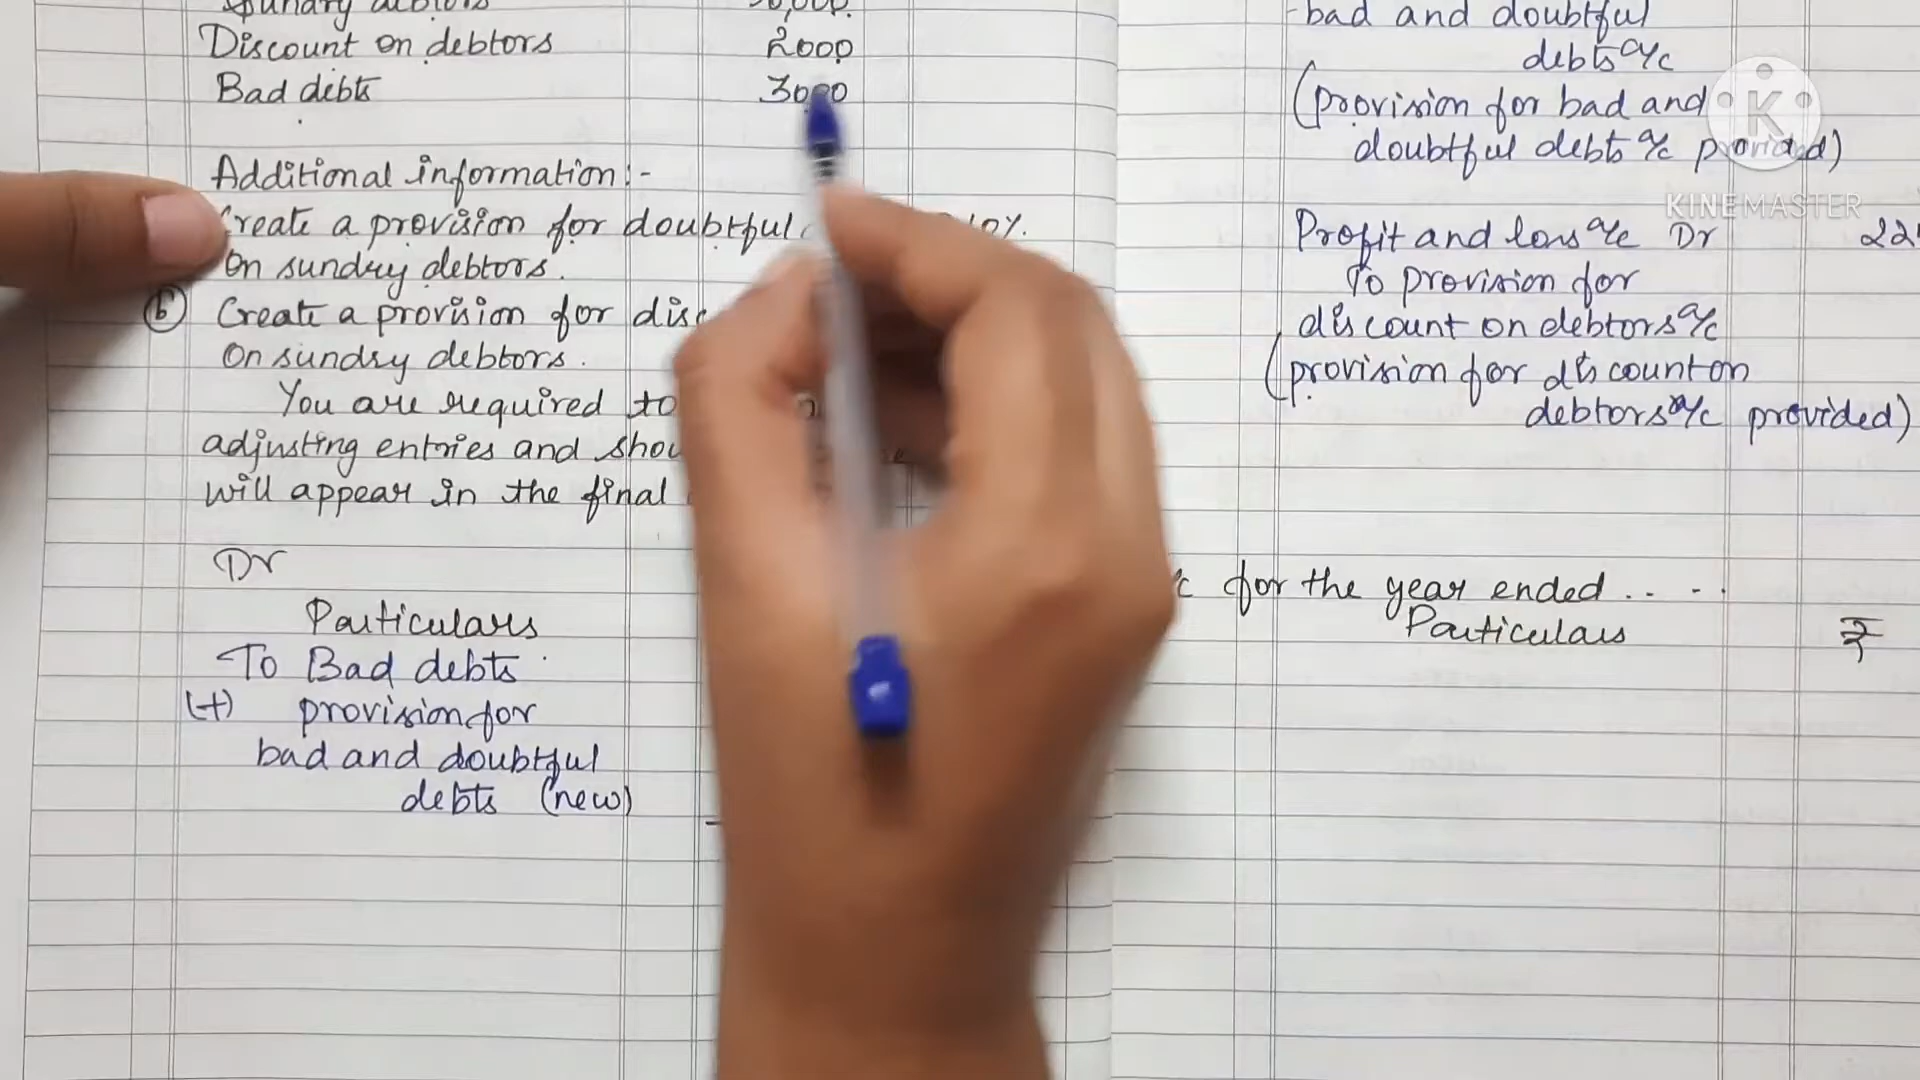 Sundry debtors
Discount on debtors 2000
Bad debts 3000
Additional information:-
Create a provision for doubtful 10%.
On sundry debtors.
(b) Create a provision for
On sundry debtors.
You are required to
adjusting entries and
will appear in the final
Dr
Particulars
To Bad debts
(+) provision for
bad and doubtful
debts (new)
bad and doubtful
debts a/c
(provision for bad and
doubtful debts a/c provided)
Profit and loss a/c Dr
To provision for
discount on debtors a/c
(provision for discount on
debtors a/c provided)
for the year ended .. - .
Particulars ₹
KINEMASTER